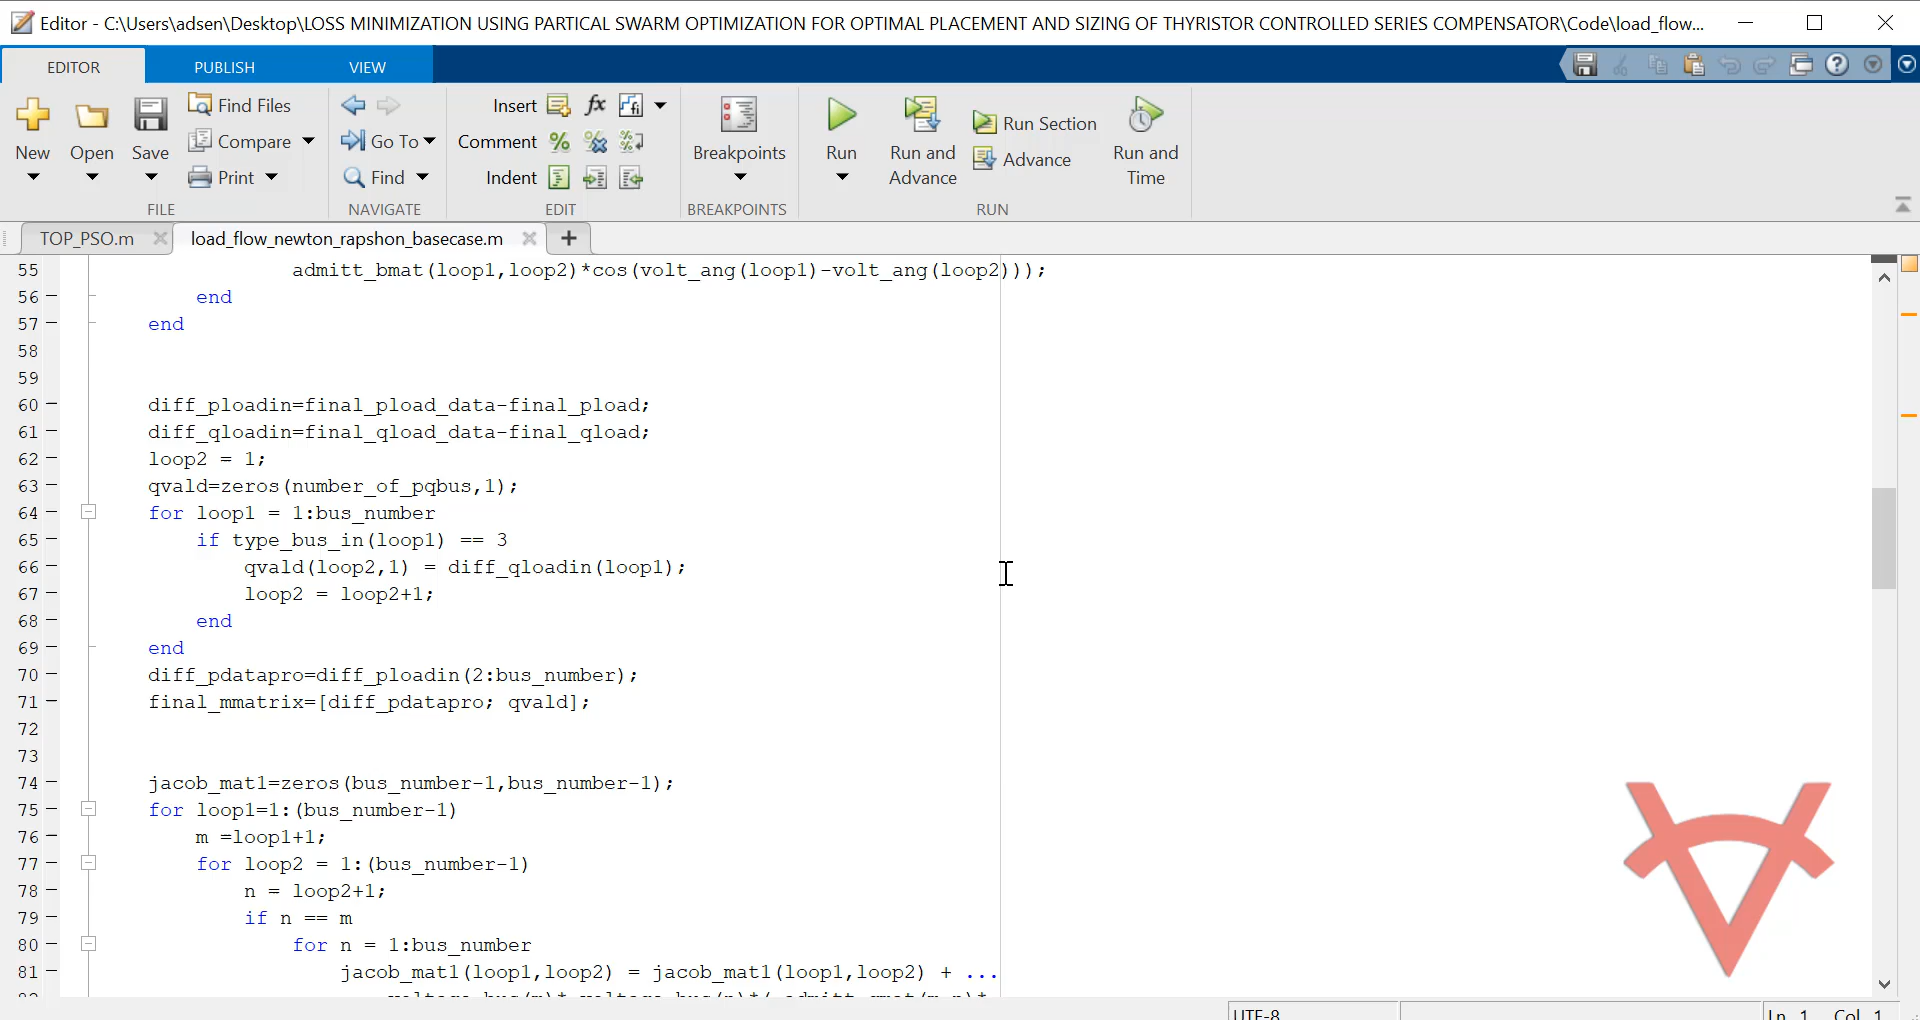 Editor - C:\Users\adsen\Desktop\LOSS MINIMIZATION USING PARTICAL SWARM OPTIMIZATION FOR OPTIMAL PLACEMENT AND SIZING OF THYRISTOR CONTROLLED SERIES COMPENSATOR\Code\load_flow...
EDITOR PUBLISH VIEW
New
Open
Save
Find Files
Compare
Print
FILE
Go To
Find
NAVIGATE
Insert
Comment
Indent
EDIT
Breakpoints
BREAKPOINTS
Run
Run and Advance
Run Section
Advance
Run and Time
RUN
TOP_PSO.m
load_flow_newton_rapshon_basecase.m
55 admitt_bmat(loop1,loop2)*cos(volt_ang(loop1)-volt_ang(loop2)));
56 end
57 end
58
59
60 diff_ploadin=final_pload_data-final_pload;
61 diff_qloadin=final_qload_data-final_qload;
62 loop2 = 1;
63 qvald=zeros(number_of_pqbus,1);
64 for loop1 = 1:bus_number
65 if type_bus_in(loop1) == 3
66 qvald(loop2,1) = diff_qloadin(loop1);
67 loop2 = loop2+1;
68 end
69 end
70 diff_pdatapro=diff_ploadin(2:bus_number);
71 final_mmatrix=[diff_pdatapro; qvald];
72
73
74 jacob_mat1=zeros(bus_number-1,bus_number-1);
75 for loop1=1:(bus_number-1)
76 m =loop1+1;
77 for loop2 = 1:(bus_number-1)
78 n = loop2+1;
79 if n == m
80 for n = 1:bus_number
81 jacob_mat1(loop1,loop2) = jacob_mat1(loop1,loop2) + ...
UTF-8
Ln 1 Col 1